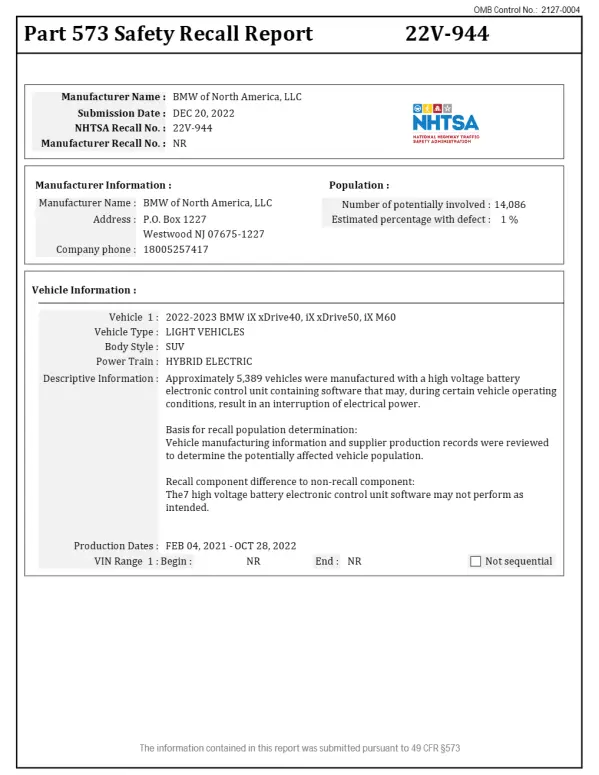 OMB Control No.: 2127-0004
Part 573 Safety Recall Report 22V-944
Manufacturer Name : BMW of North America, LLC
Submission Date : DEC 20, 2022
NHTSA Recall No. : 22V-944
Manufacturer Recall No. : NR
NHTSA
NATIONAL HIGHWAY TRAFFIC
SAFETY ADMINISTRATION
Manufacturer Information :
Manufacturer Name : BMW of North America, LLC
Address : P.O. Box 1227
Westwood NJ 07675-1227
Company phone : 18005257417
Population :
Number of potentially involved : 14,086
Estimated percentage with defect : 1 %
Vehicle Information :
Vehicle 1 : 2022-2023 BMW iX xDrive40, iX xDrive50, iX M60
Vehicle Type : LIGHT VEHICLES
Body Style : SUV
Power Train : HYBRID ELECTRIC
Descriptive Information : Approximately 5,389 vehicles were manufactured with a high voltage battery
electronic control unit containing software that may, during certain vehicle operating
conditions, result in an interruption of electrical power.
Basis for recall population determination:
Vehicle manufacturing information and supplier production records were reviewed
to determine the potentially affected vehicle population.
Recall component difference to non-recall component:
The7 high voltage battery electronic control unit software may not perform as
intended.
Production Dates : FEB 04, 2021 - OCT 28, 2022
VIN Range 1 : Begin : NR End : NR Not sequential
The information contained in this report was submitted pursuant to 49 CFR §573